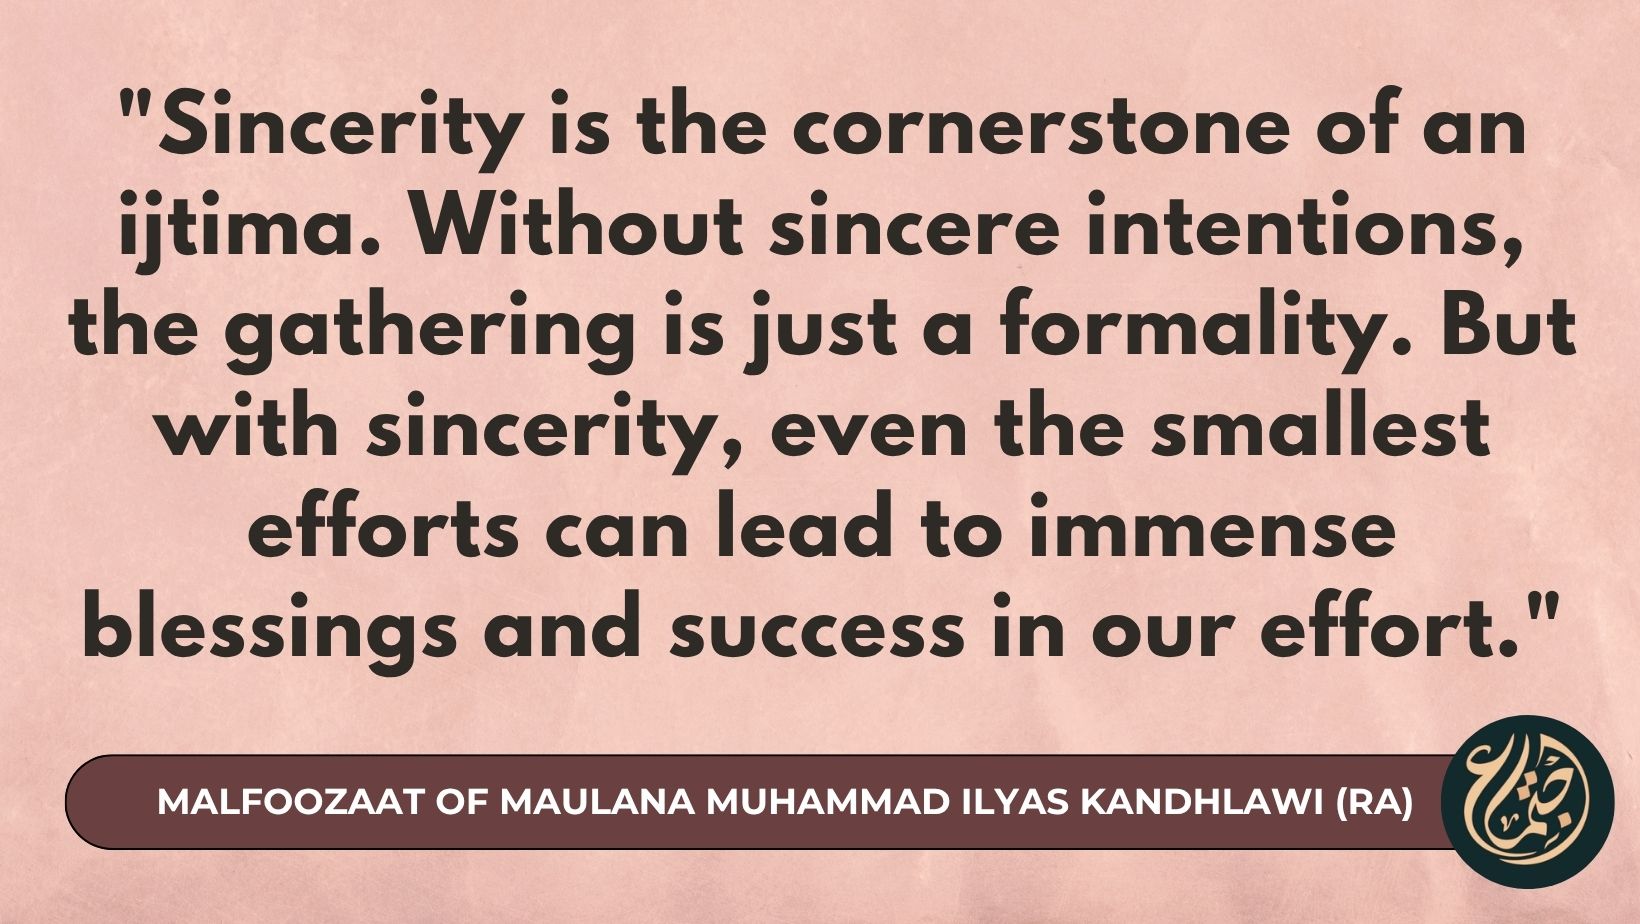 "Sincerity is the cornerstone of an
ijtima. Without sincere intentions,
the gathering is just a formality. But
with sincerity, even the smallest
efforts can lead to immense
blessings and success in our effort."
MALFOOZAAT OF MAULANA MUHAMMAD ILYAS KANDHLAWI (RA)
اجتماع